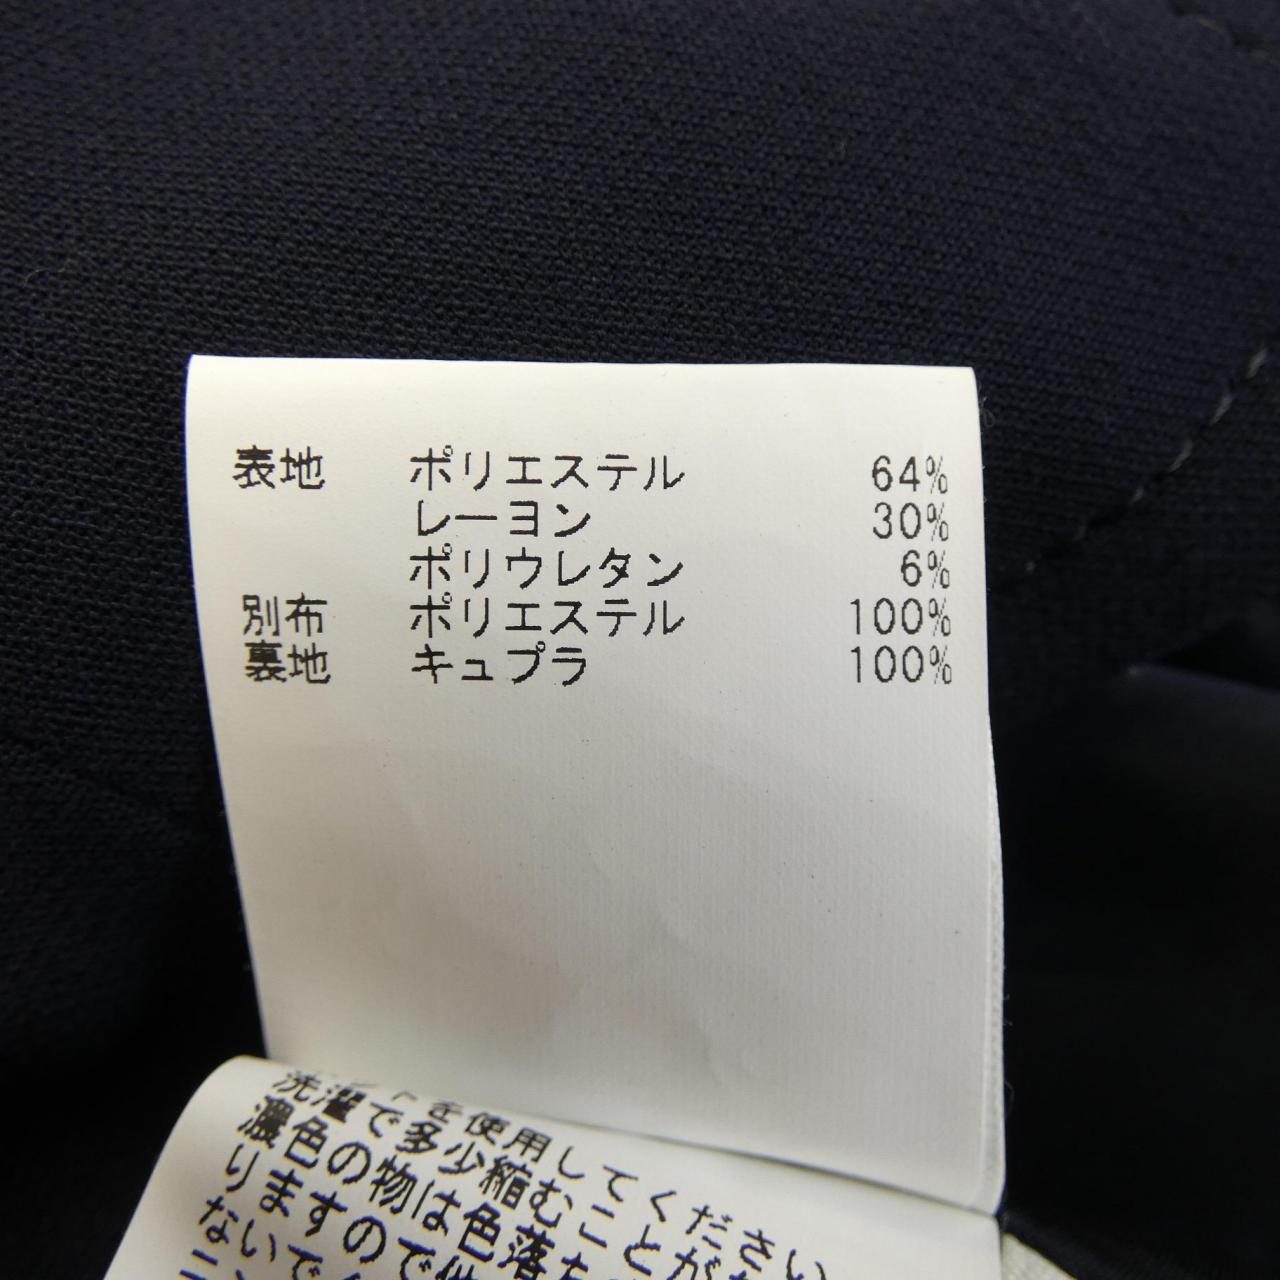 表地 ポリエステル 64%
レーヨン 30%
ポリウレタン 6%
別布 ポリエステル 100%
裏地 キュプラ 100%
を使用してください
洗濯で多少縮むことが
濃色の物は色落ち
りますので
ないで